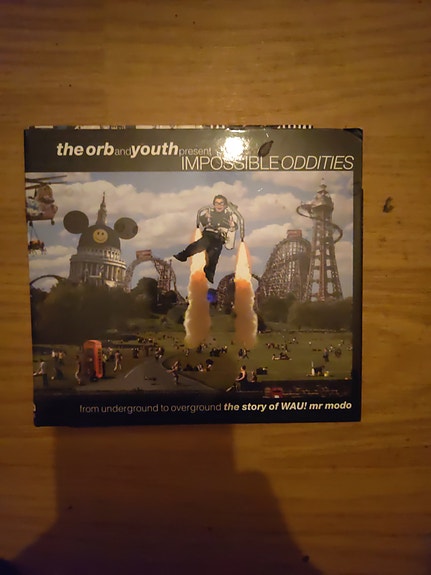 the orb and youth present
IMPOSSIBLE ODDITIES
from underground to overground the story of WAU! mr modo